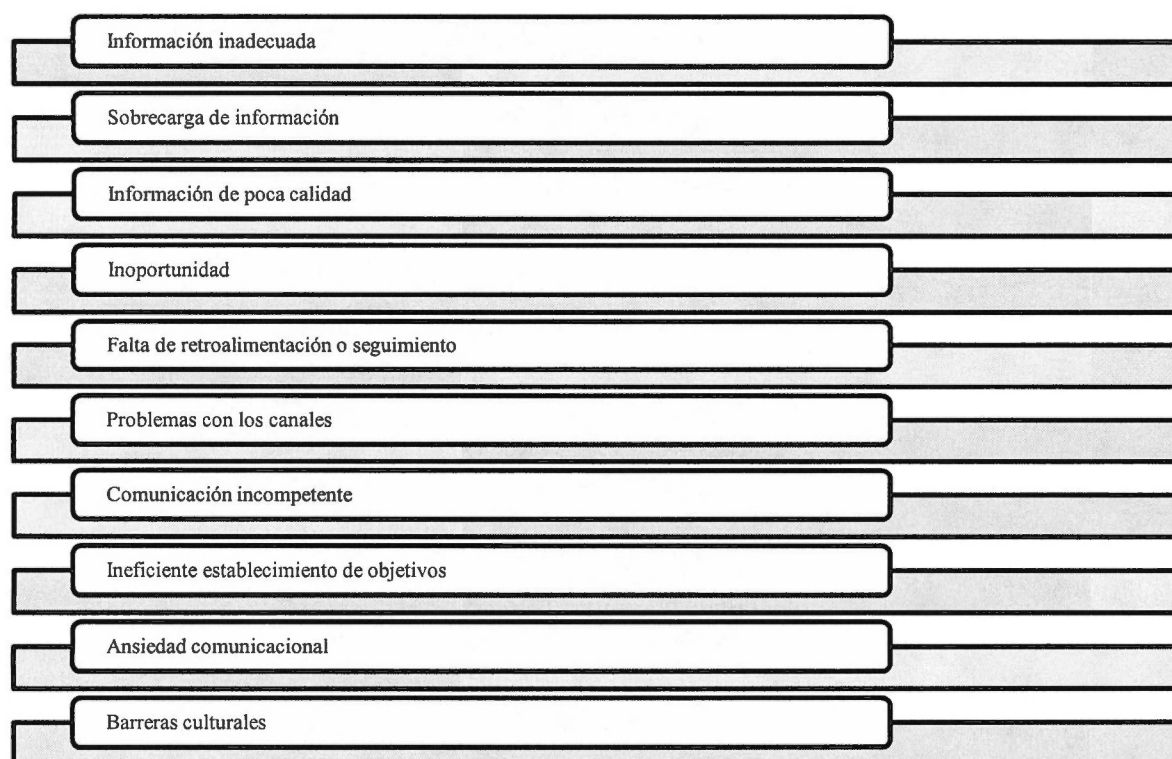 Información inadecuada
Sobrecarga de información
Información de poca calidad
Inoportunidad
Falta de retroalimentación o seguimiento
Problemas con los canales
Comunicación incompetente
Ineficiente establecimiento de objetivos
Ansiedad comunicacional
Barreras culturales